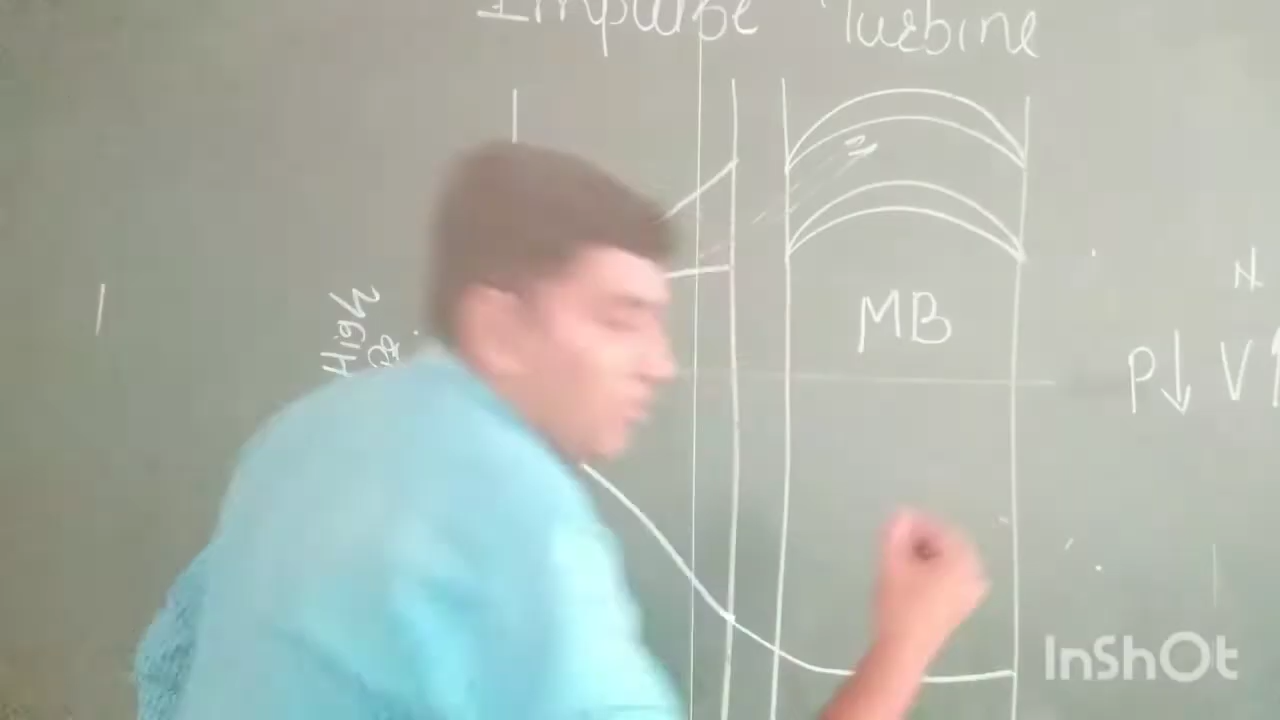 Impulse Turbine
High
MB
N
P↓ V↑
InShOt